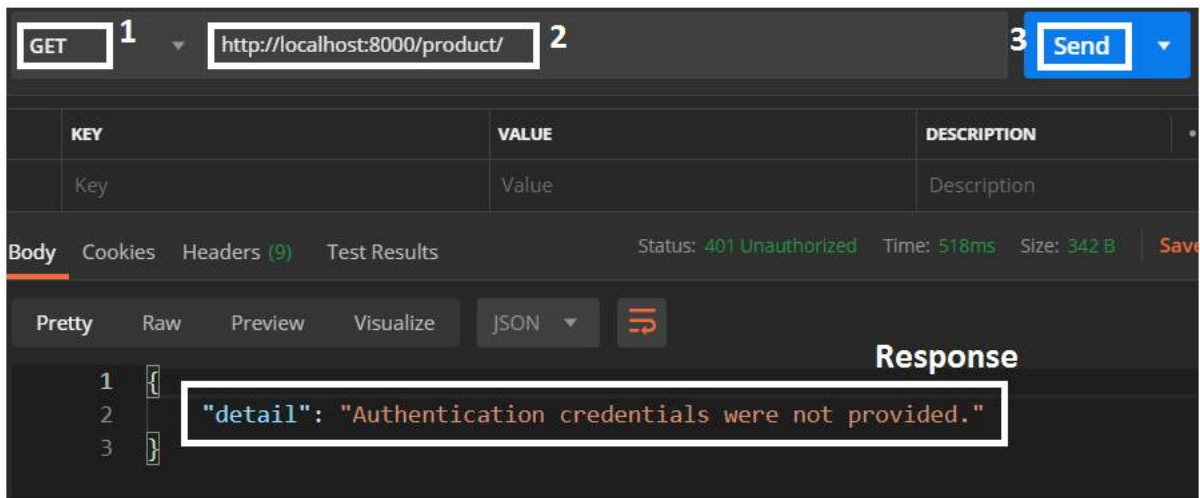 GET 1 http://localhost:8000/product/ 2 3 Send
KEY VALUE DESCRIPTION
Key Value Description
Body Cookies Headers (9) Test Results Status: 401 Unauthorized Time: 518ms Size: 342 B Save
Pretty Raw Preview Visualize JSON
Response
1 {
2 "detail": "Authentication credentials were not provided."
3 }